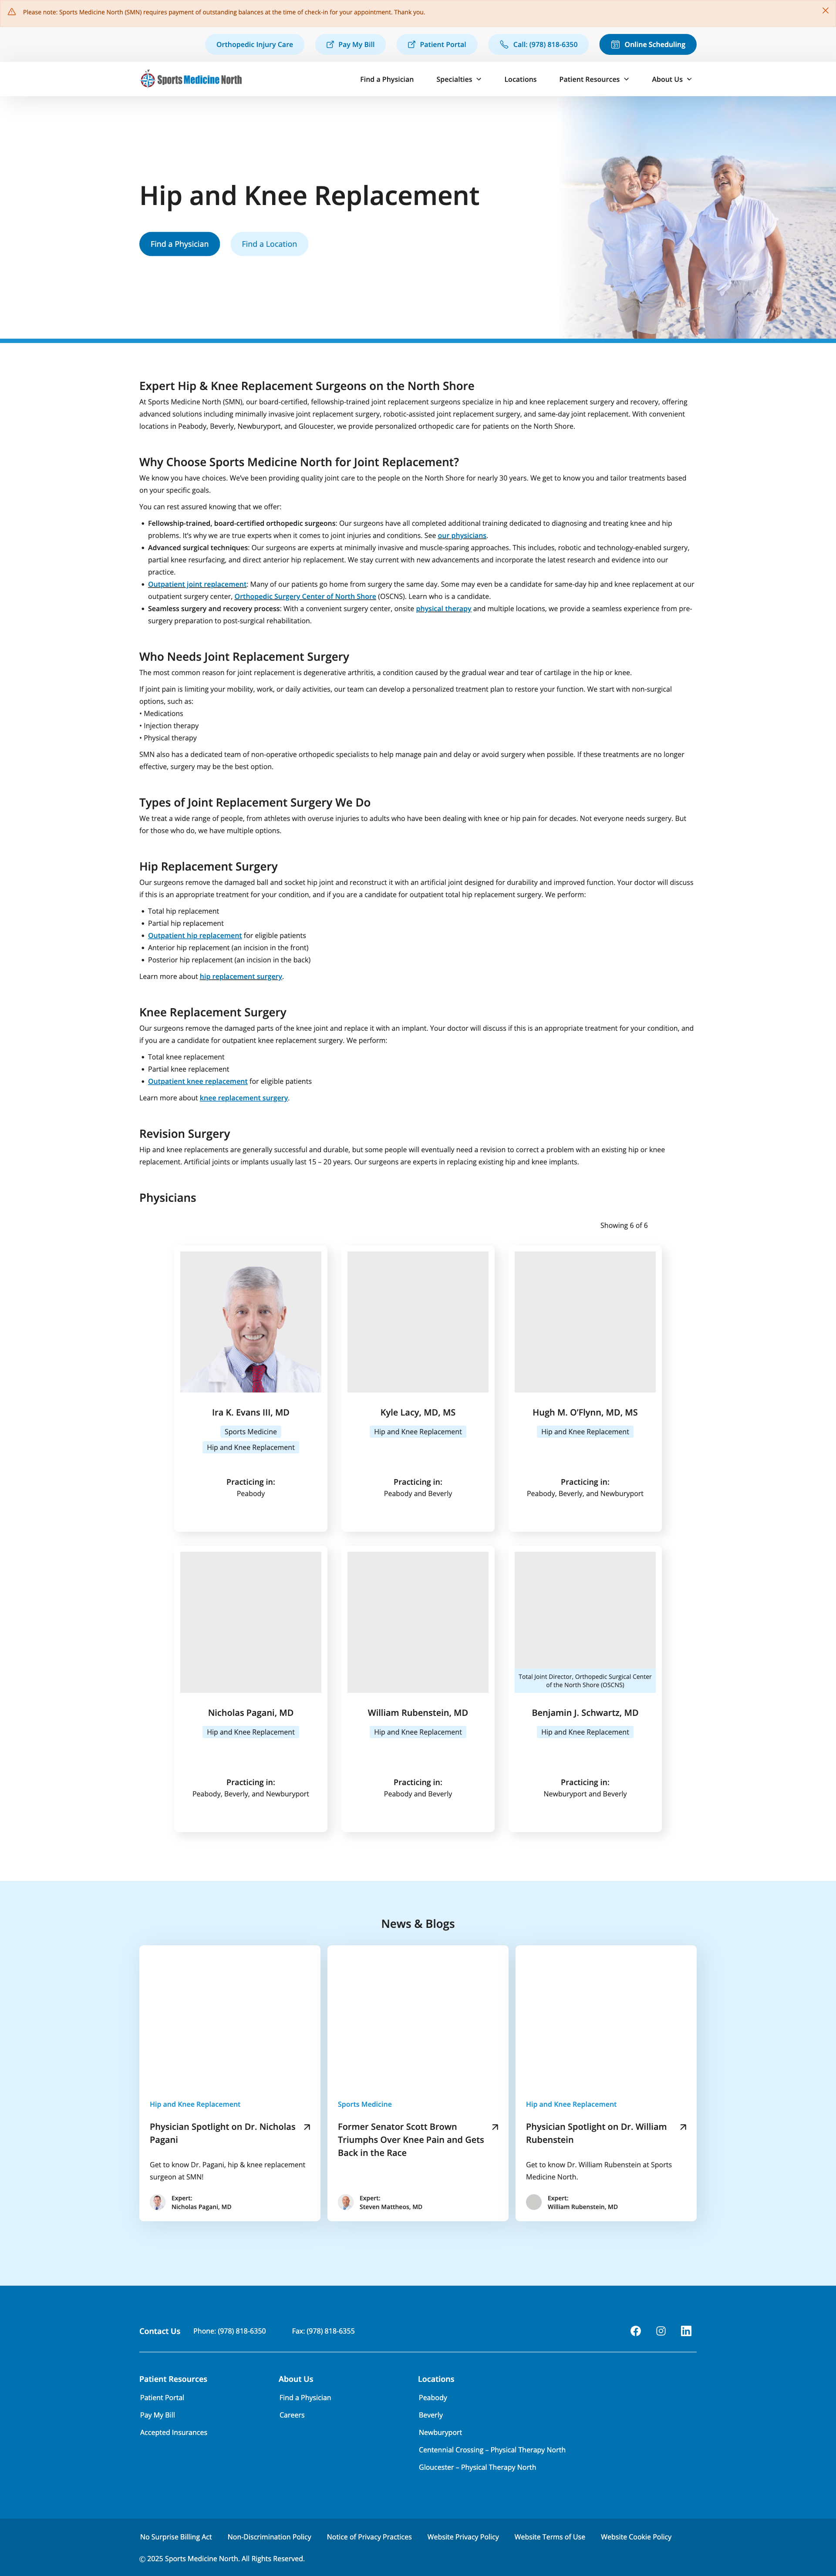 Please note: Sports Medicine North (SMN) requires payment of outstanding balances at the time of check-in for your appointment. Thank you.
Orthopedic Injury Care
Pay My Bill
Patient Portal
Call: (978) 818-6350
Online Scheduling
Sports Medicine North
Find a Physician
Specialties
Locations
Patient Resources
About Us
Hip and Knee Replacement
Find a Physician
Find a Location
Expert Hip & Knee Replacement Surgeons on the North Shore
At Sports Medicine North (SMN), our board-certified, fellowship-trained joint replacement surgeons specialize in hip and knee replacement surgery and recovery, offering
advanced solutions including minimally invasive joint replacement surgery, robotic-assisted joint replacement surgery, and same-day joint replacement. With convenient
locations in Peabody, Beverly, Newburyport, and Gloucester, we provide personalized orthopedic care for patients on the North Shore.
Why Choose Sports Medicine North for Joint Replacement?
We know you have choices. We've been providing quality joint care to the people on the North Shore for nearly 30 years. We get to know you and tailor treatments based
on your specific goals.
You can rest assured knowing that we offer:
• Fellowship-trained, board-certified orthopedic surgeons: Our surgeons have all completed additional training dedicated to diagnosing and treating knee and hip
problems. It's why we are true experts when it comes to joint injuries and conditions. See our physicians.
• Advanced surgical techniques: Our surgeons are experts at minimally invasive and muscle-sparing approaches. This includes, robotic and technology-enabled surgery,
partial knee resurfacing, and direct anterior hip replacement. We stay current with new advancements and incorporate the latest research and evidence into our
practice.
• Outpatient joint replacement: Many of our patients go home from surgery the same day. Some may even be a candidate for same-day hip and knee replacement at our
outpatient surgery center, Orthopedic Surgery Center of North Shore (OSCNS). Learn who is a candidate.
• Seamless surgery and recovery process: With a convenient surgery center, onsite physical therapy and multiple locations, we provide a seamless experience from pre-
surgery preparation to post-surgical rehabilitation.
Who Needs Joint Replacement Surgery
The most common reason for joint replacement is degenerative arthritis, a condition caused by the gradual wear and tear of cartilage in the hip or knee.
If joint pain is limiting your mobility, work, or daily activities, our team can develop a personalized treatment plan to restore your function. We start with non-surgical
options, such as:
• Medications
• Injection therapy
• Physical therapy
SMN also has a dedicated team of non-operative orthopedic specialists to help manage pain and delay or avoid surgery when possible. If these treatments are no longer
effective, surgery may be the best option.
Types of Joint Replacement Surgery We Do
We treat a wide range of people, from athletes with overuse injuries to adults who have been dealing with knee or hip pain for decades. Not everyone needs surgery. But
for those who do, we have multiple options.
Hip Replacement Surgery
Our surgeons remove the damaged ball and socket hip joint and reconstruct it with an artificial joint designed for durability and improved function. Your doctor will discuss
if this is an appropriate treatment for your condition, and if you are a candidate for outpatient total hip replacement surgery. We perform:
• Total hip replacement
• Partial hip replacement
• Outpatient hip replacement for eligible patients
• Anterior hip replacement (an incision in the front)
• Posterior hip replacement (an incision in the back)
Learn more about hip replacement surgery.
Knee Replacement Surgery
Our surgeons remove the damaged parts of the knee joint and replace it with an implant. Your doctor will discuss if this is an appropriate treatment for your condition, and
if you are a candidate for outpatient knee replacement surgery. We perform:
• Total knee replacement
• Partial knee replacement
• Outpatient knee replacement for eligible patients
Learn more about knee replacement surgery.
Revision Surgery
Hip and knee replacements are generally successful and durable, but some people will eventually need a revision to correct a problem with an existing hip or knee
replacement. Artificial joints or implants usually last 15 – 20 years. Our surgeons are experts in replacing existing hip and knee implants.
Physicians
Showing 6 of 6
Ira K. Evans III, MD
Sports Medicine
Hip and Knee Replacement
Practicing in:
Peabody
Kyle Lacy, MD, MS
Hip and Knee Replacement
Practicing in:
Peabody and Beverly
Hugh M. O'Flynn, MD, MS
Hip and Knee Replacement
Practicing in:
Peabody, Beverly, and Newburyport
Nicholas Pagani, MD
Hip and Knee Replacement
Practicing in:
Peabody, Beverly, and Newburyport
William Rubenstein, MD
Hip and Knee Replacement
Practicing in:
Peabody and Beverly
Total Joint Director, Orthopedic Surgical Center
of the North Shore (OSCNS)
Benjamin J. Schwartz, MD
Hip and Knee Replacement
Practicing in:
Newburyport and Beverly
News & Blogs
Hip and Knee Replacement
Physician Spotlight on Dr. Nicholas
Pagani
Get to know Dr. Pagani, hip & knee replacement
surgeon at SMN!
Expert:
Nicholas Pagani, MD
Sports Medicine
Former Senator Scott Brown
Triumphs Over Knee Pain and Gets
Back in the Race
Expert:
Steven Mattheos, MD
Hip and Knee Replacement
Physician Spotlight on Dr. William
Rubenstein
Get to know Dr. William Rubenstein at Sports
Medicine North.
Expert:
William Rubenstein, MD
Contact Us
Phone: (978) 818-6350
Fax: (978) 818-6355
Patient Resources
Patient Portal
Pay My Bill
Accepted Insurances
About Us
Find a Physician
Careers
Locations
Peabody
Beverly
Newburyport
Centennial Crossing – Physical Therapy North
Gloucester – Physical Therapy North
No Surprise Billing Act
Non-Discrimination Policy
Notice of Privacy Practices
Website Privacy Policy
Website Terms of Use
Website Cookie Policy
© 2025 Sports Medicine North. All Rights Reserved.